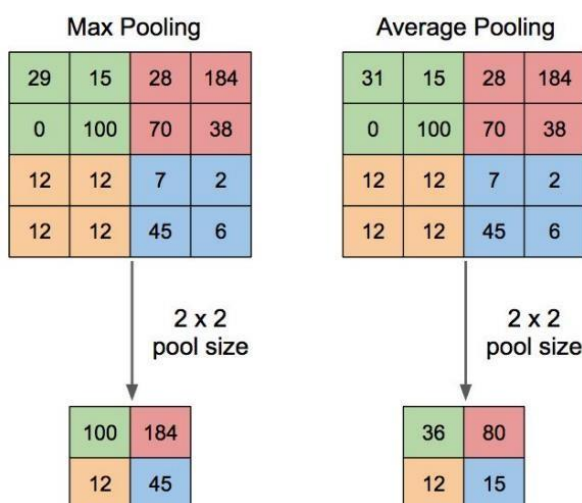 Max Pooling
29 15 28 184
0 100 70 38
12 12 7 2
12 12 45 6
2 x 2
pool size
100 184
12 45
Average Pooling
31 15 28 184
0 100 70 38
12 12 7 2
12 12 45 6
2 x 2
pool size
36 80
12 15